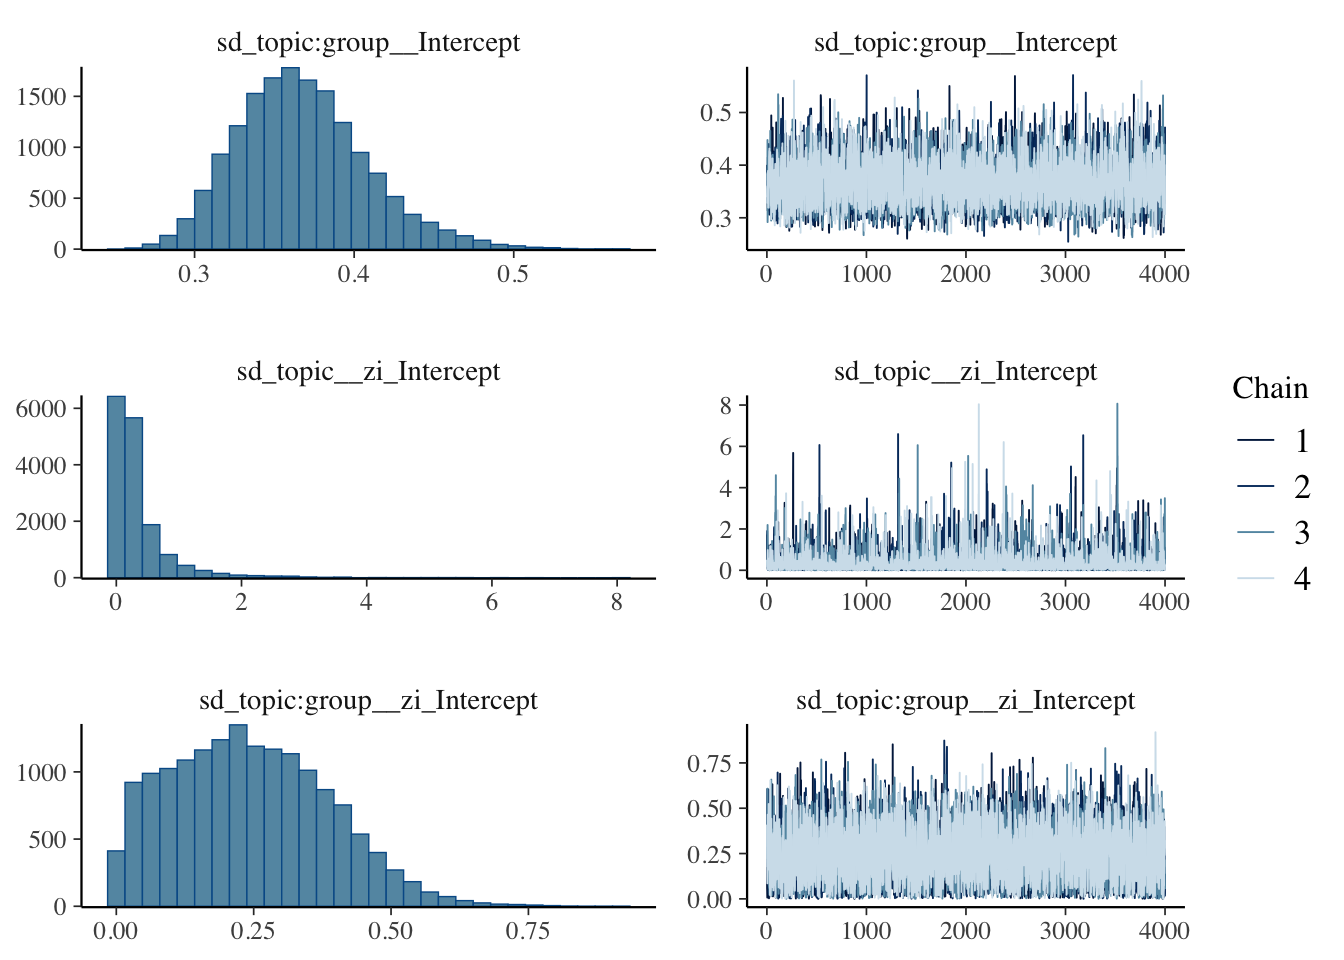 sd_topic:group__Intercept
1500
1000
500
0
0.3 0.4 0.5
sd_topic:group__Intercept
0.5
0.4
0.3
0 1000 2000 3000 4000
sd_topic__zi_Intercept
6000
4000
2000
0
0 2 4 6 8
sd_topic__zi_Intercept
8
6
4
2
0
0 1000 2000 3000 4000
Chain
1
2
3
4
sd_topic:group__zi_Intercept
1000
500
0
0.00 0.25 0.50 0.75
sd_topic:group__zi_Intercept
0.75
0.50
0.25
0.00
0 1000 2000 3000 4000